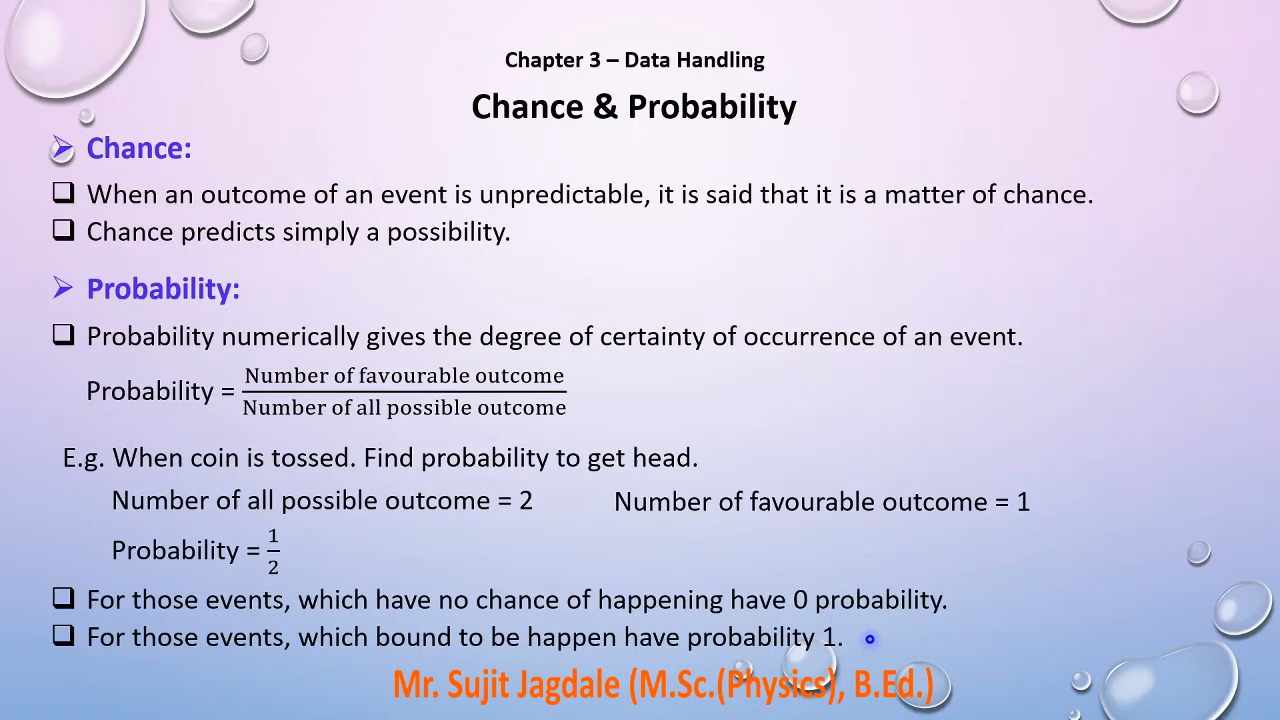 Chapter 3 – Data Handling
Chance & Probability
➢ Chance:
❑ When an outcome of an event is unpredictable, it is said that it is a matter of chance.
❑ Chance predicts simply a possibility.
➢ Probability:
❑ Probability numerically gives the degree of certainty of occurrence of an event.
Probability = Number of favourable outcome / Number of all possible outcome
E.g. When coin is tossed. Find probability to get head.
Number of all possible outcome = 2 Number of favourable outcome = 1
Probability = 1/2
❑ For those events, which have no chance of happening have 0 probability.
❑ For those events, which bound to be happen have probability 1.
Mr. Sujit Jagdale (M.Sc.(Physics), B.Ed.)